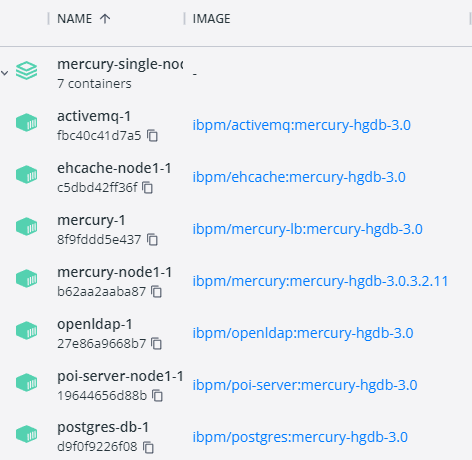 NAME IMAGE
mercury-single-noc -
7 containers
activemq-1
fbc40c41d7a5 ibpm/activemq:mercury-hgdb-3.0
ehcache-node1-1
c5dbd42ff36f ibpm/ehcache:mercury-hgdb-3.0
mercury-1
8f9fddd5e437 ibpm/mercury-lb:mercury-hgdb-3.0
mercury-node1-1
b62aa2aaba87 ibpm/mercury:mercury-hgdb-3.0.3.2.11
openldap-1
27e86a9668b7 ibpm/openldap:mercury-hgdb-3.0
poi-server-node1-1
19644656d88b ibpm/poi-server:mercury-hgdb-3.0
postgres-db-1
d9f0f9226f08 ibpm/postgres:mercury-hgdb-3.0